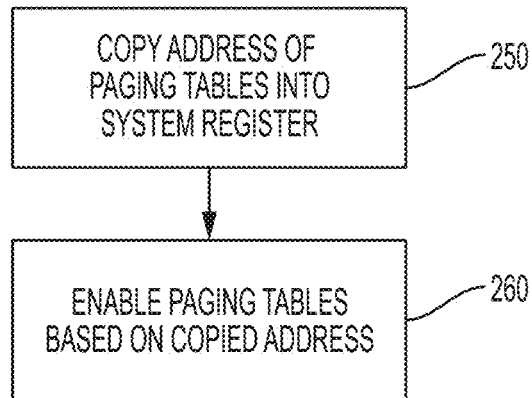 COPY ADDRESS OF
PAGING TABLES INTO
SYSTEM REGISTER
250
ENABLE PAGING TABLES
BASED ON COPIED ADDRESS
260